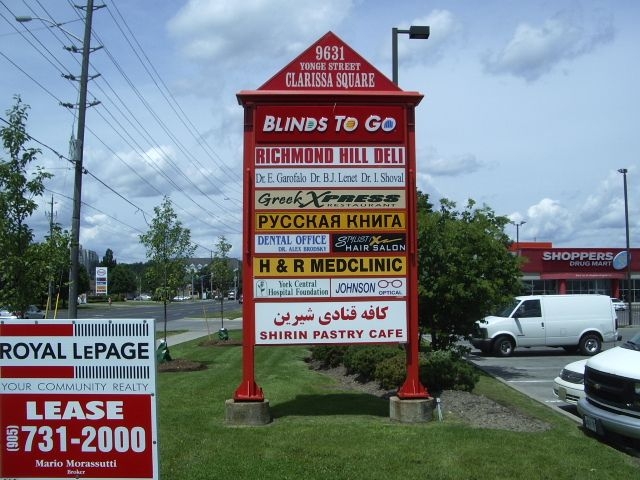 9631
YONGE STREET
CLARISSA SQUARE
BLINDS TO GO
RICHMOND HILL DELI
Dr. E. Garofalo Dr. B.J. Lenet Dr. I. Shoval
Greek Xpress
RESTAURANT
РУССКАЯ КНИГА
DENTAL OFFICE
DR. ALEX BRODSKY
STYLISTIX
HAIR SALON
H & R MEDCLINIC
York Central
Hospital Foundation
JOHNSON
OPTICAL
کافه قنادی شیرین
SHIRIN PASTRY CAFE
SHOPPERS
DRUG MART
ROYAL LEPAGE
YOUR COMMUNITY REALTY
LEASE
(905) 731-2000
Mario Morassutti
Broker